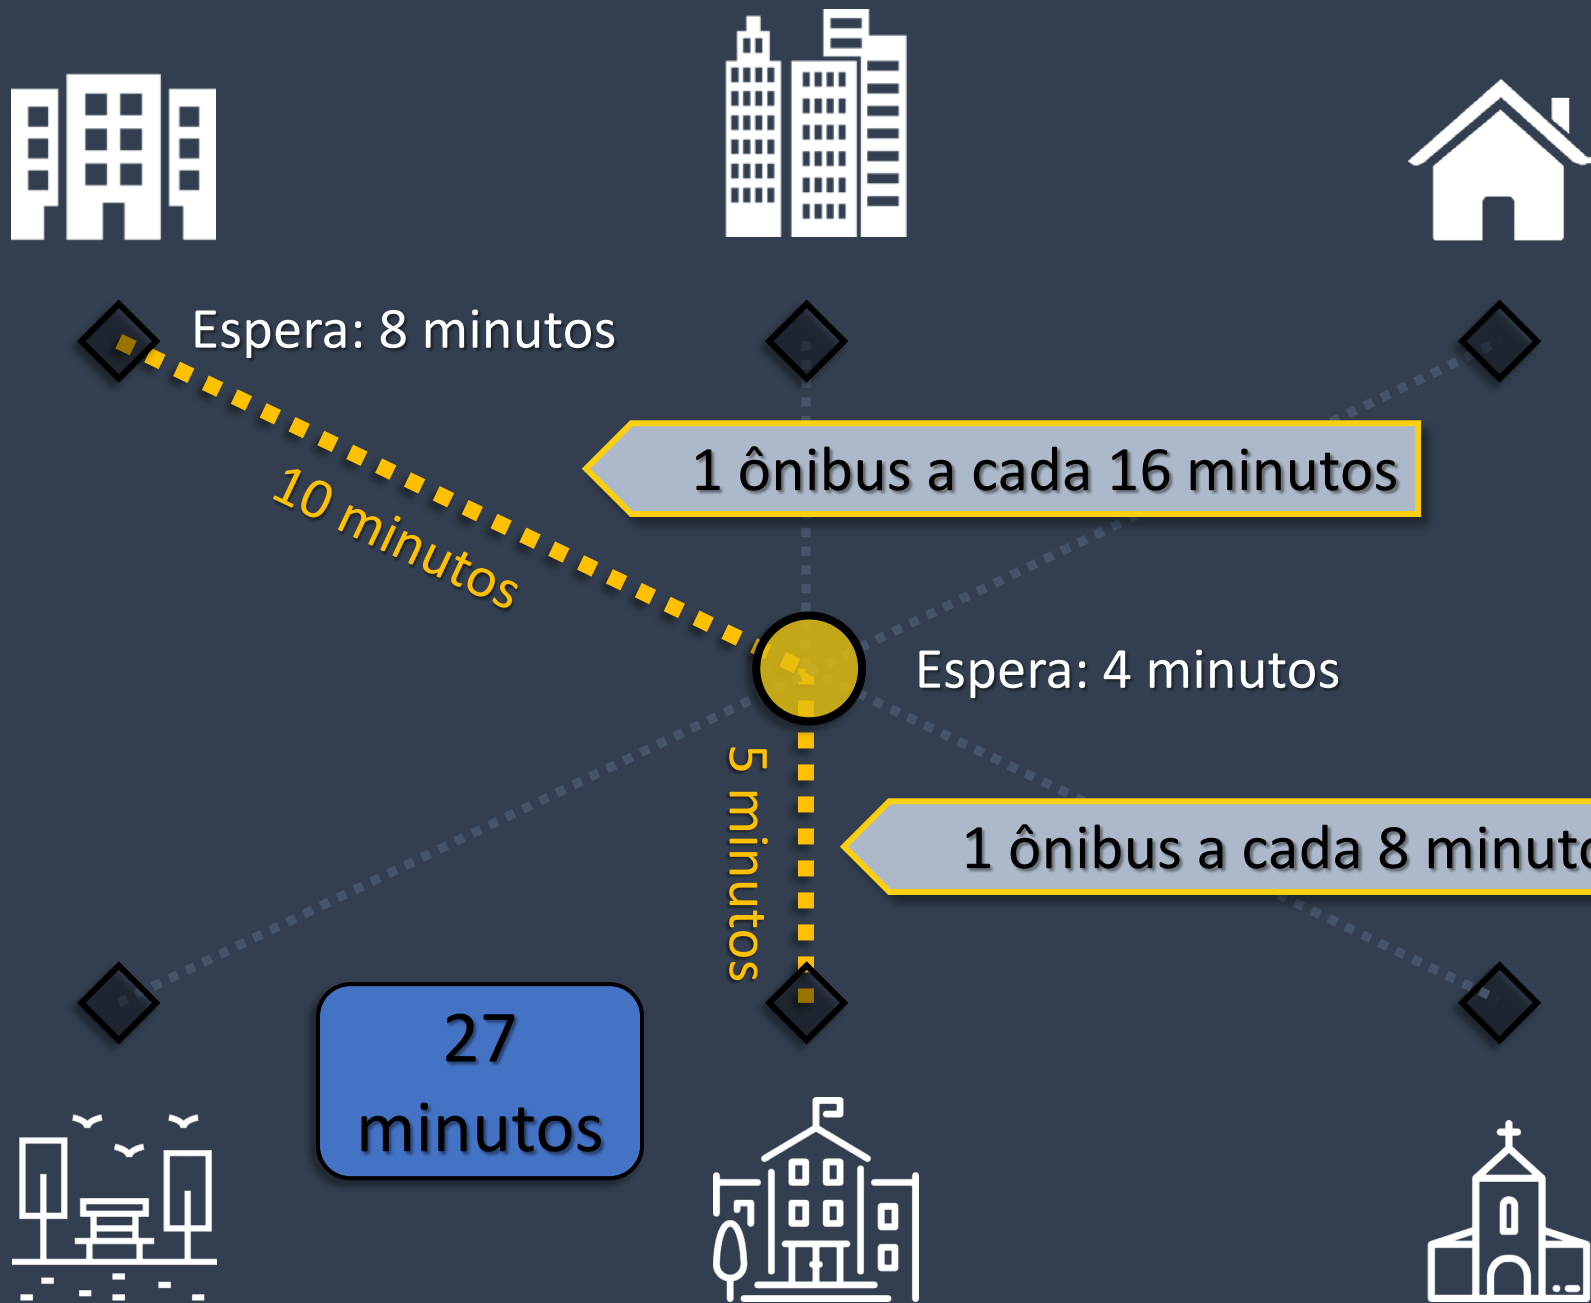 Espera: 8 minutos
1 ônibus a cada 16 minutos
10 minutos
Espera: 4 minutos
5 minutos
1 ônibus a cada 8
27
minutos